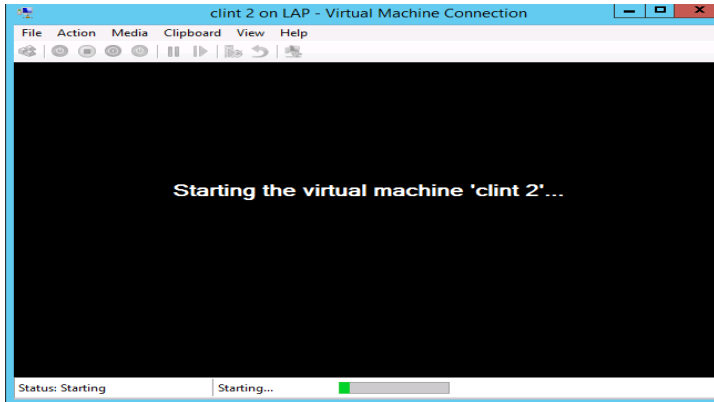 clint 2 on LAP - Virtual Machine Connection
File Action Media Clipboard View Help
Starting the virtual machine 'clint 2'...
Status: Starting Starting...